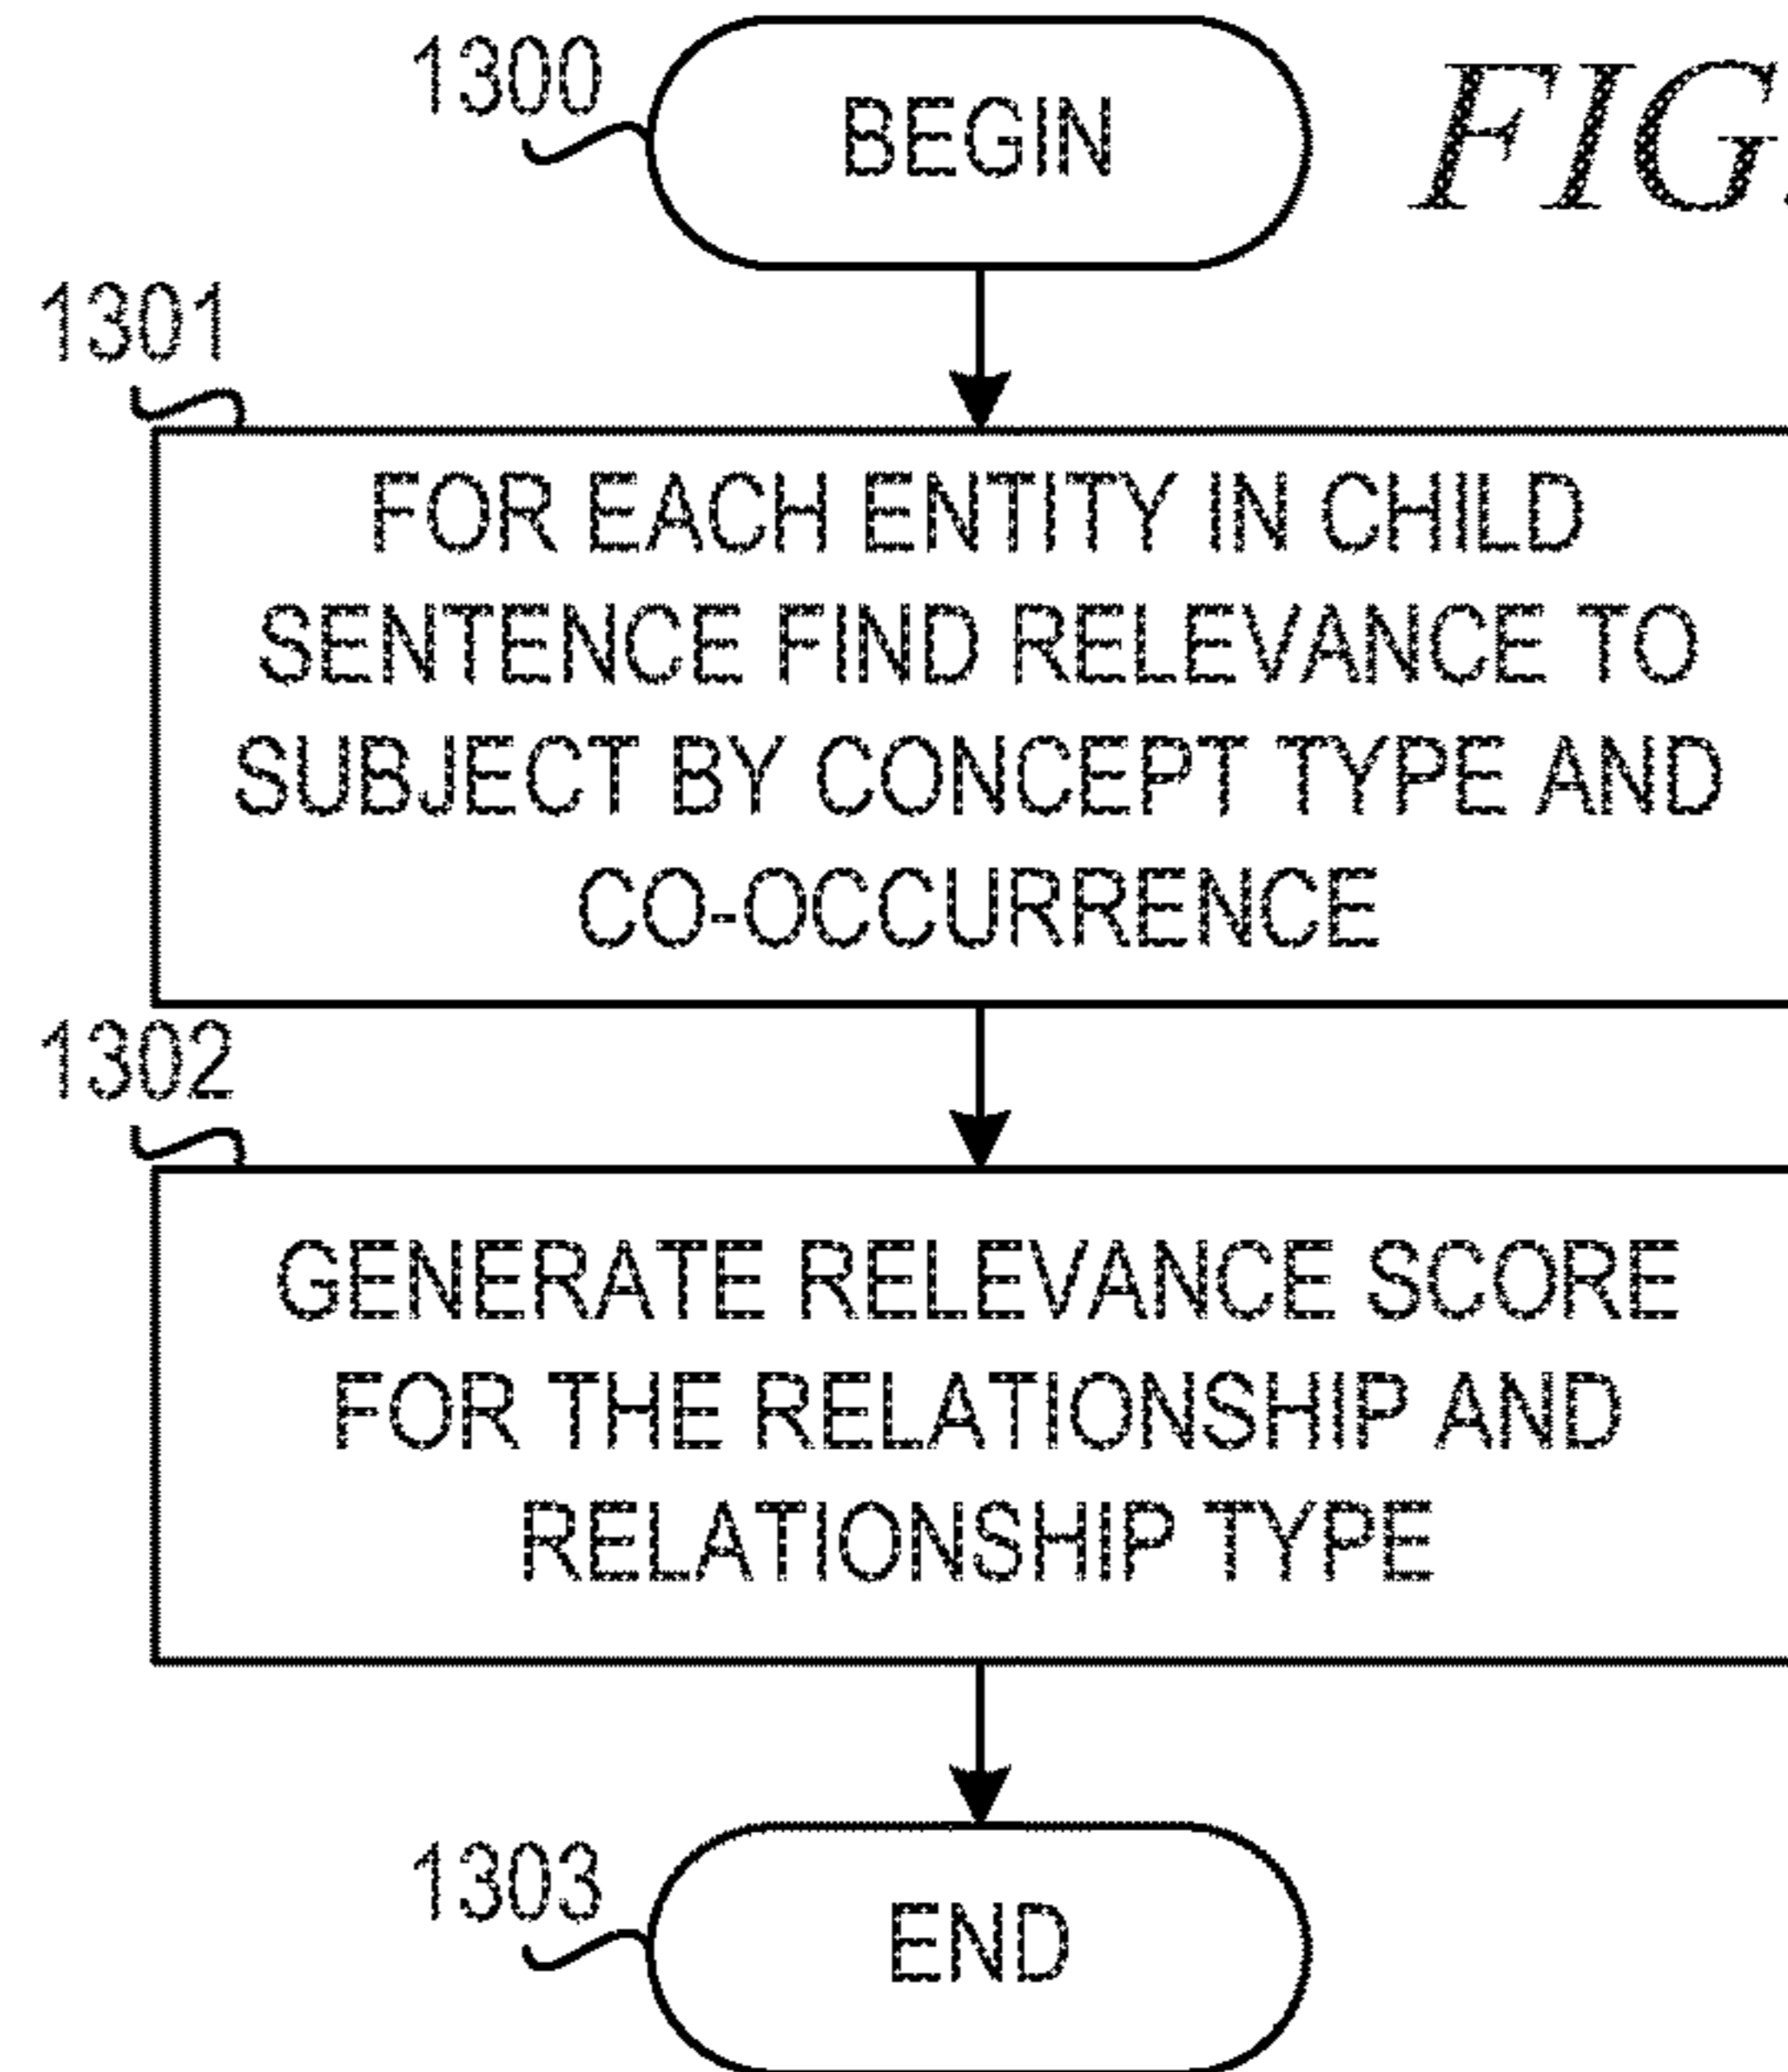 1300
BEGIN
FIG.
1301
FOR EACH ENTITY IN CHILD
SENTENCE FIND RELEVANCE TO
SUBJECT BY CONCEPT TYPE AND
CO-OCCURRENCE
1302
GENERATE RELEVANCE SCORE
FOR THE RELATIONSHIP AND
RELATIONSHIP TYPE
1303
END